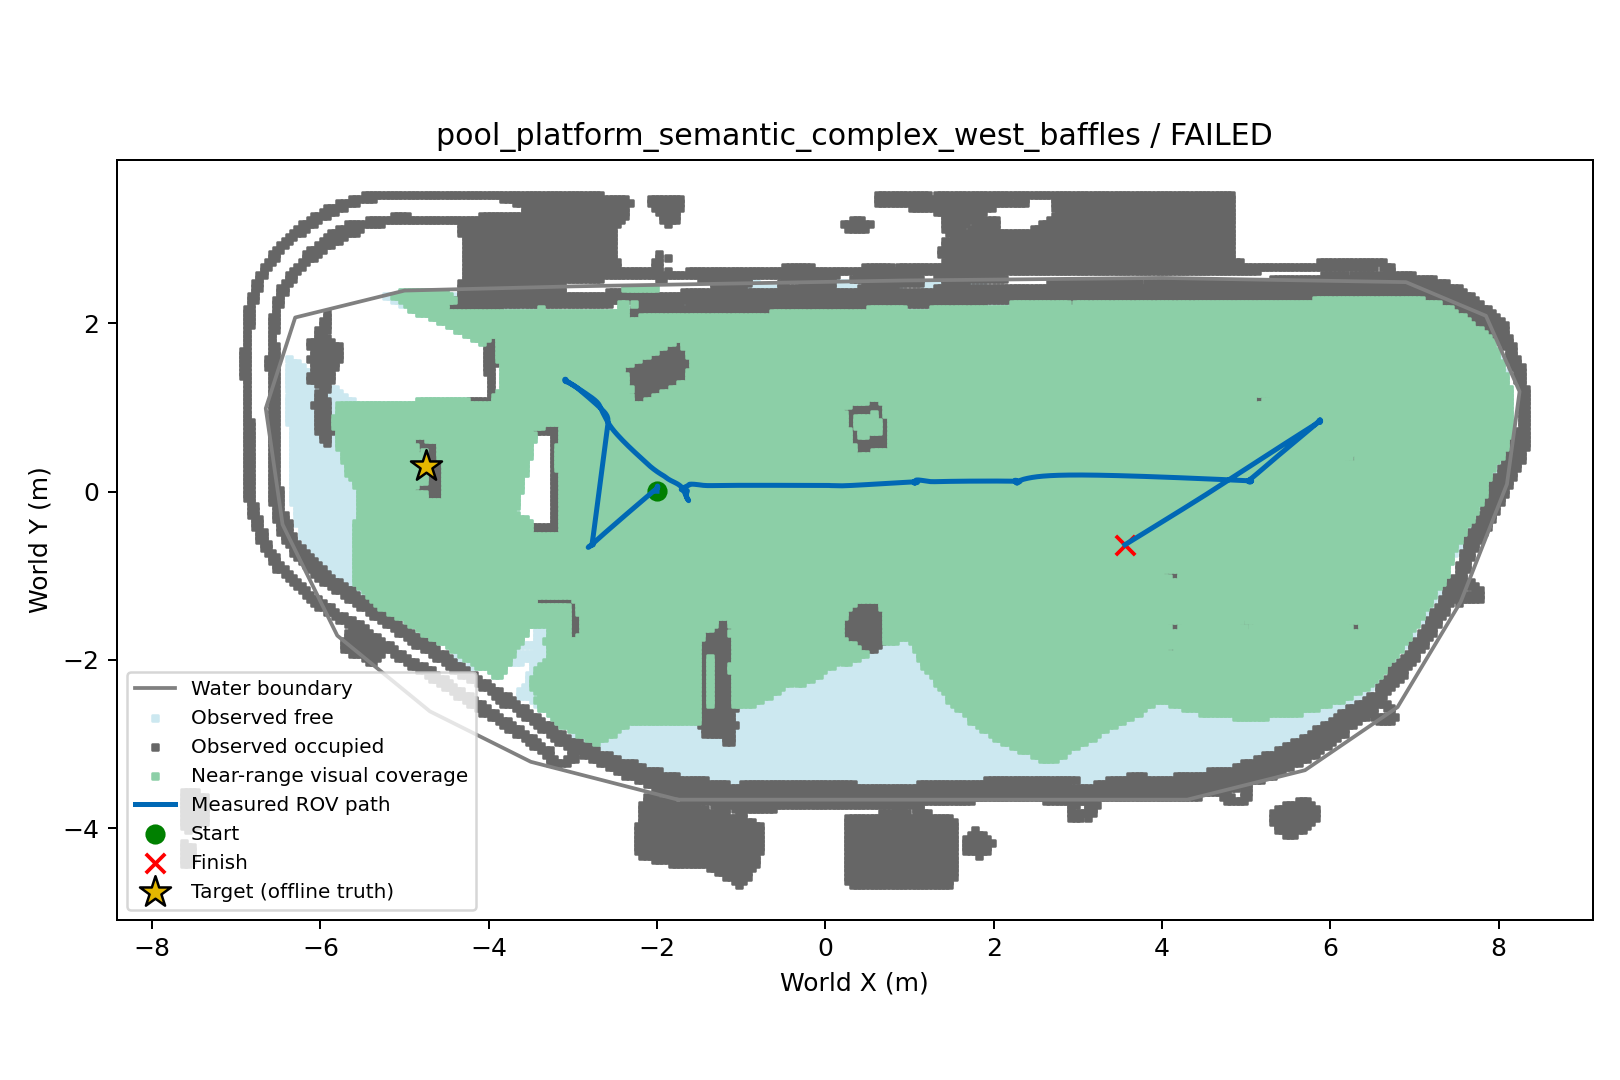 pool_platform_semantic_complex_west_baffles / FAILED
World Y (m)
2
0
−2
−4
Water boundary
Observed free
Observed occupied
Near-range visual coverage
Measured ROV path
Start
Finish
Target (offline truth)
−8 −6 −4 −2 0 2 4 6 8
World X (m)